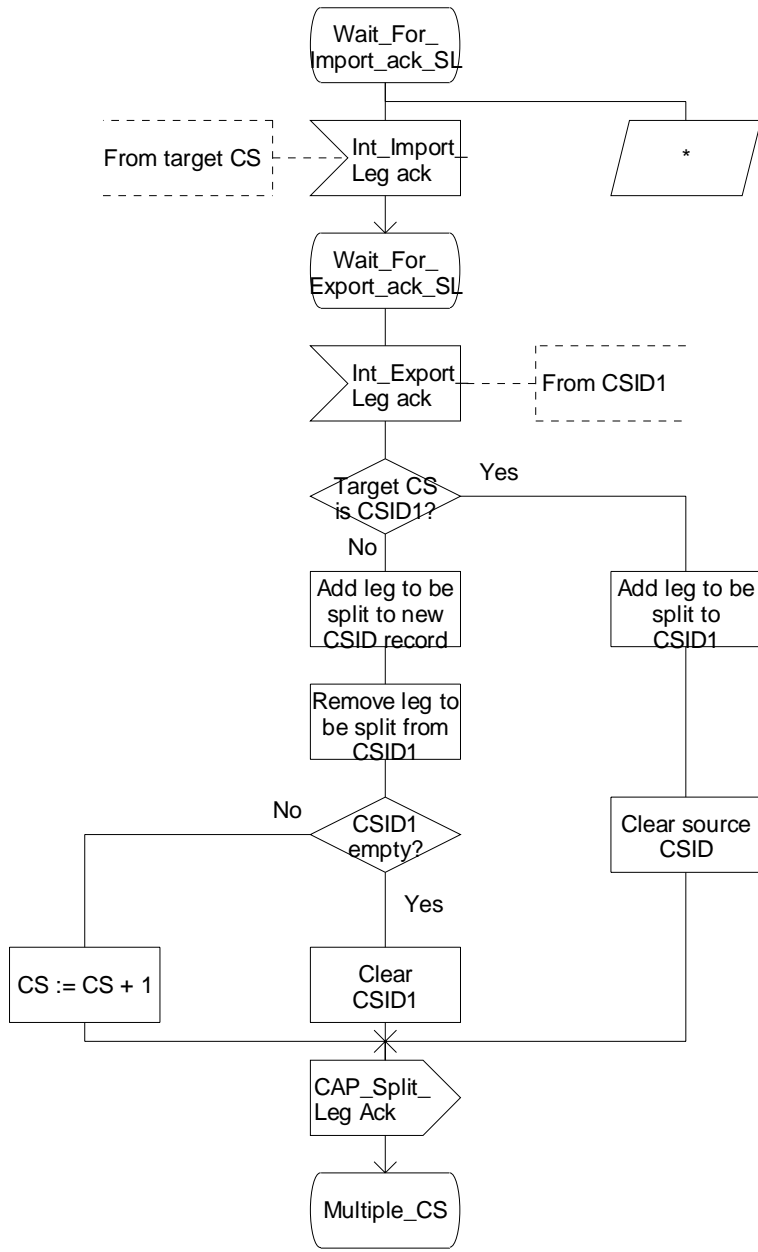 Wait_For_
Import_ack_SL
From target CS
Int_Import_
Leg ack
*
Wait_For_
Export_ack_SL
Int_Export_
Leg ack
From CSID1
Target CS
is CSID1?
Yes
No
Add leg to be
split to new
CSID record
Add leg to be
split to
CSID1
Remove leg to
be split from
CSID1
No
CSID1
empty?
Clear source
CSID
Yes
CS := CS + 1
Clear
CSID1
CAP_Split_
Leg Ack
Multiple_CS